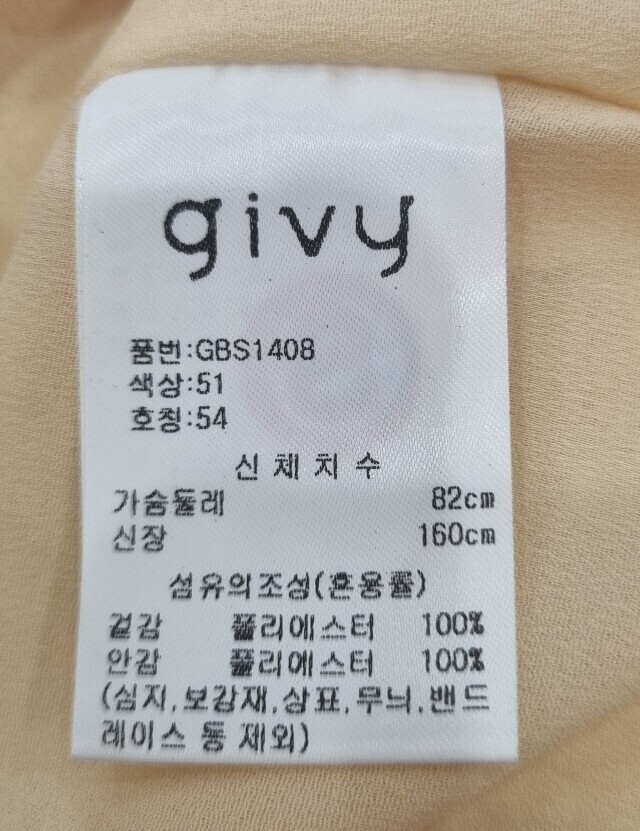 givy
품번:GBS1408
색상:51
호칭:54
신체치수
가슴둘레 82cm
신장 160cm
섬유의조성(혼용률)
겉감 폴리에스터 100%
안감 폴리에스터 100%
(심지,보강재,상표,무늬,밴드
레이스 등 제외)